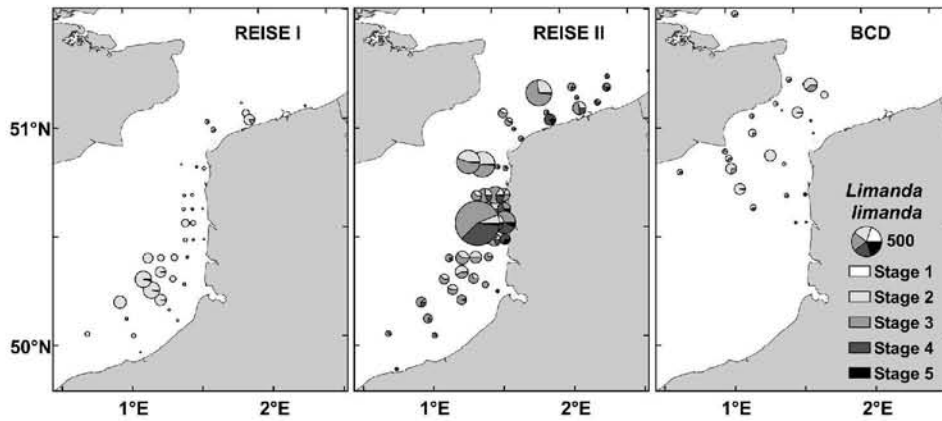 REISE I
REISE II
BCD
51°N
50°N
1°E
2°E
1°E
2°E
1°E
2°E
Limanda
limanda
500
Stage 1
Stage 2
Stage 3
Stage 4
Stage 5